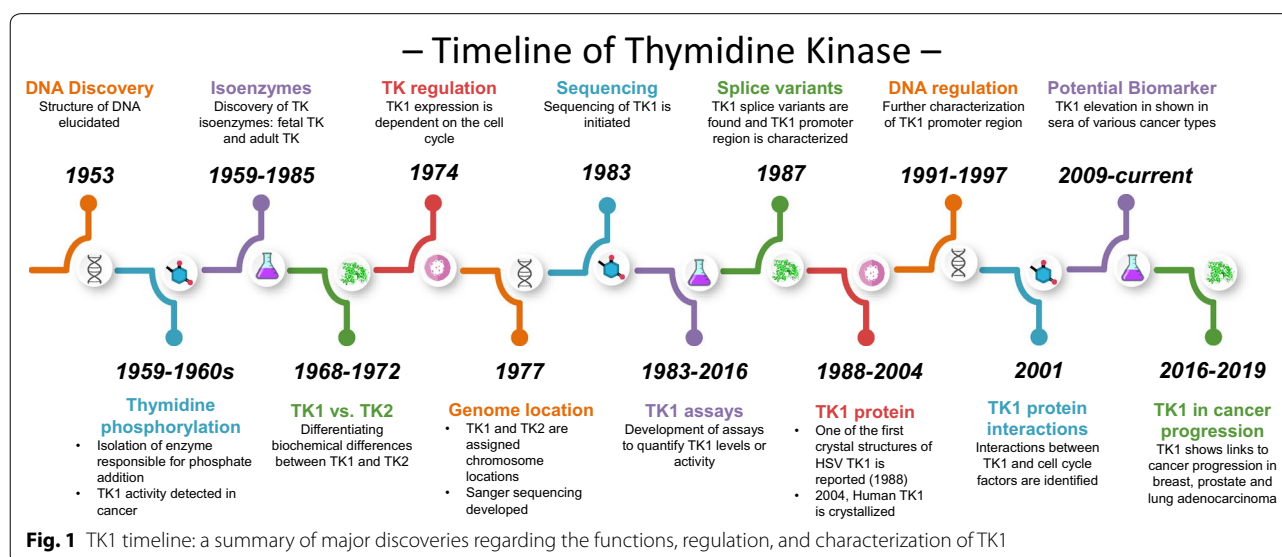 – Timeline of Thymidine Kinase –
DNA Discovery
Structure of DNA
elucidated
1953
Isoenzymes
Discovery of TK
isoenzymes: fetal TK
and adult TK
1959-1985
TK regulation
TK1 expression is
dependent on the cell
cycle
1974
Sequencing
Sequencing of TK1 is
initiated
1983
Splice variants
TK1 splice variants are
found and TK1 promoter
region is characterized
1987
DNA regulation
Further characterization
of TK1 promoter region
1991-1997
Potential Biomarker
TK1 elevation in shown in
sera of various cancer types
2009-current
1959-1960s
Thymidine
phosphorylation
• Isolation of enzyme
responsible for phosphate
addition
• TK1 activity detected in
cancer
1968-1972
TK1 vs. TK2
Differentiating
biochemical differences
between TK1 and TK2
1977
Genome location
• TK1 and TK2 are
assigned
chromosome
locations
• Sanger sequencing
developed
1983-2016
TK1 assays
Development of assays
to quantify TK1 levels or
activity
1988-2004
TK1 protein
• One of the first
crystal structures of
HSV TK1 is
reported (1988)
• 2004, Human TK1
is crystallized
2001
TK1 protein
interactions
Interactions between
TK1 and cell cycle
factors are identified
2016-2019
TK1 in cancer
progression
TK1 shows links to
cancer progression in
breast, prostate and
lung adenocarcinoma
Fig. 1 TK1 timeline: a summary of major discoveries regarding the functions, regulation, and characterization of TK1